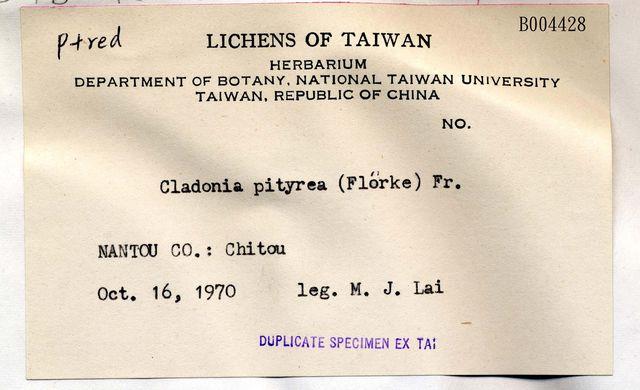 B004428
P+red
LICHENS OF TAIWAN
HERBARIUM
DEPARTMENT OF BOTANY, NATIONAL TAIWAN UNIVERSITY
TAIWAN, REPUBLIC OF CHINA
NO.
Cladonia pityrea (Flörke) Fr.
NANTOU CO.: Chitou
Oct. 16, 1970 leg. M. J. Lai
DUPLICATE SPECIMEN EX TAI